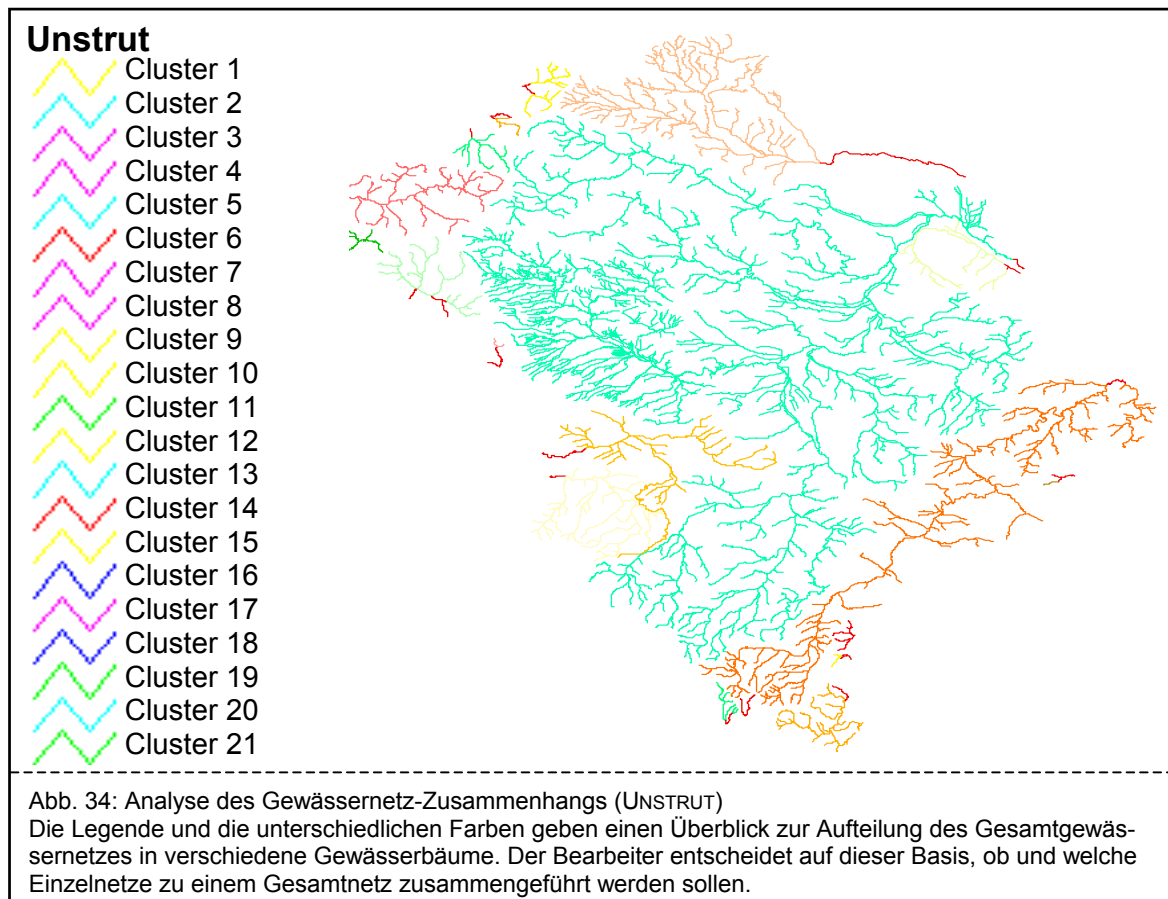 Unstrut
Cluster 1
Cluster 2
Cluster 3
Cluster 4
Cluster 5
Cluster 6
Cluster 7
Cluster 8
Cluster 9
Cluster 10
Cluster 11
Cluster 12
Cluster 13
Cluster 14
Cluster 15
Cluster 16
Cluster 17
Cluster 18
Cluster 19
Cluster 20
Cluster 21
Abb. 34: Analyse des Gewässernetz-Zusammenhangs (UNSTRUT)
Die Legende und die unterschiedlichen Farben geben einen Überblick zur Aufteilung des Gesamtgewäs-
sernetzes in verschiedene Gewässerbäume. Der Bearbeiter entscheidet auf dieser Basis, ob und welche
Einzelnetze zu einem Gesamtnetz zusammengeführt werden sollen.